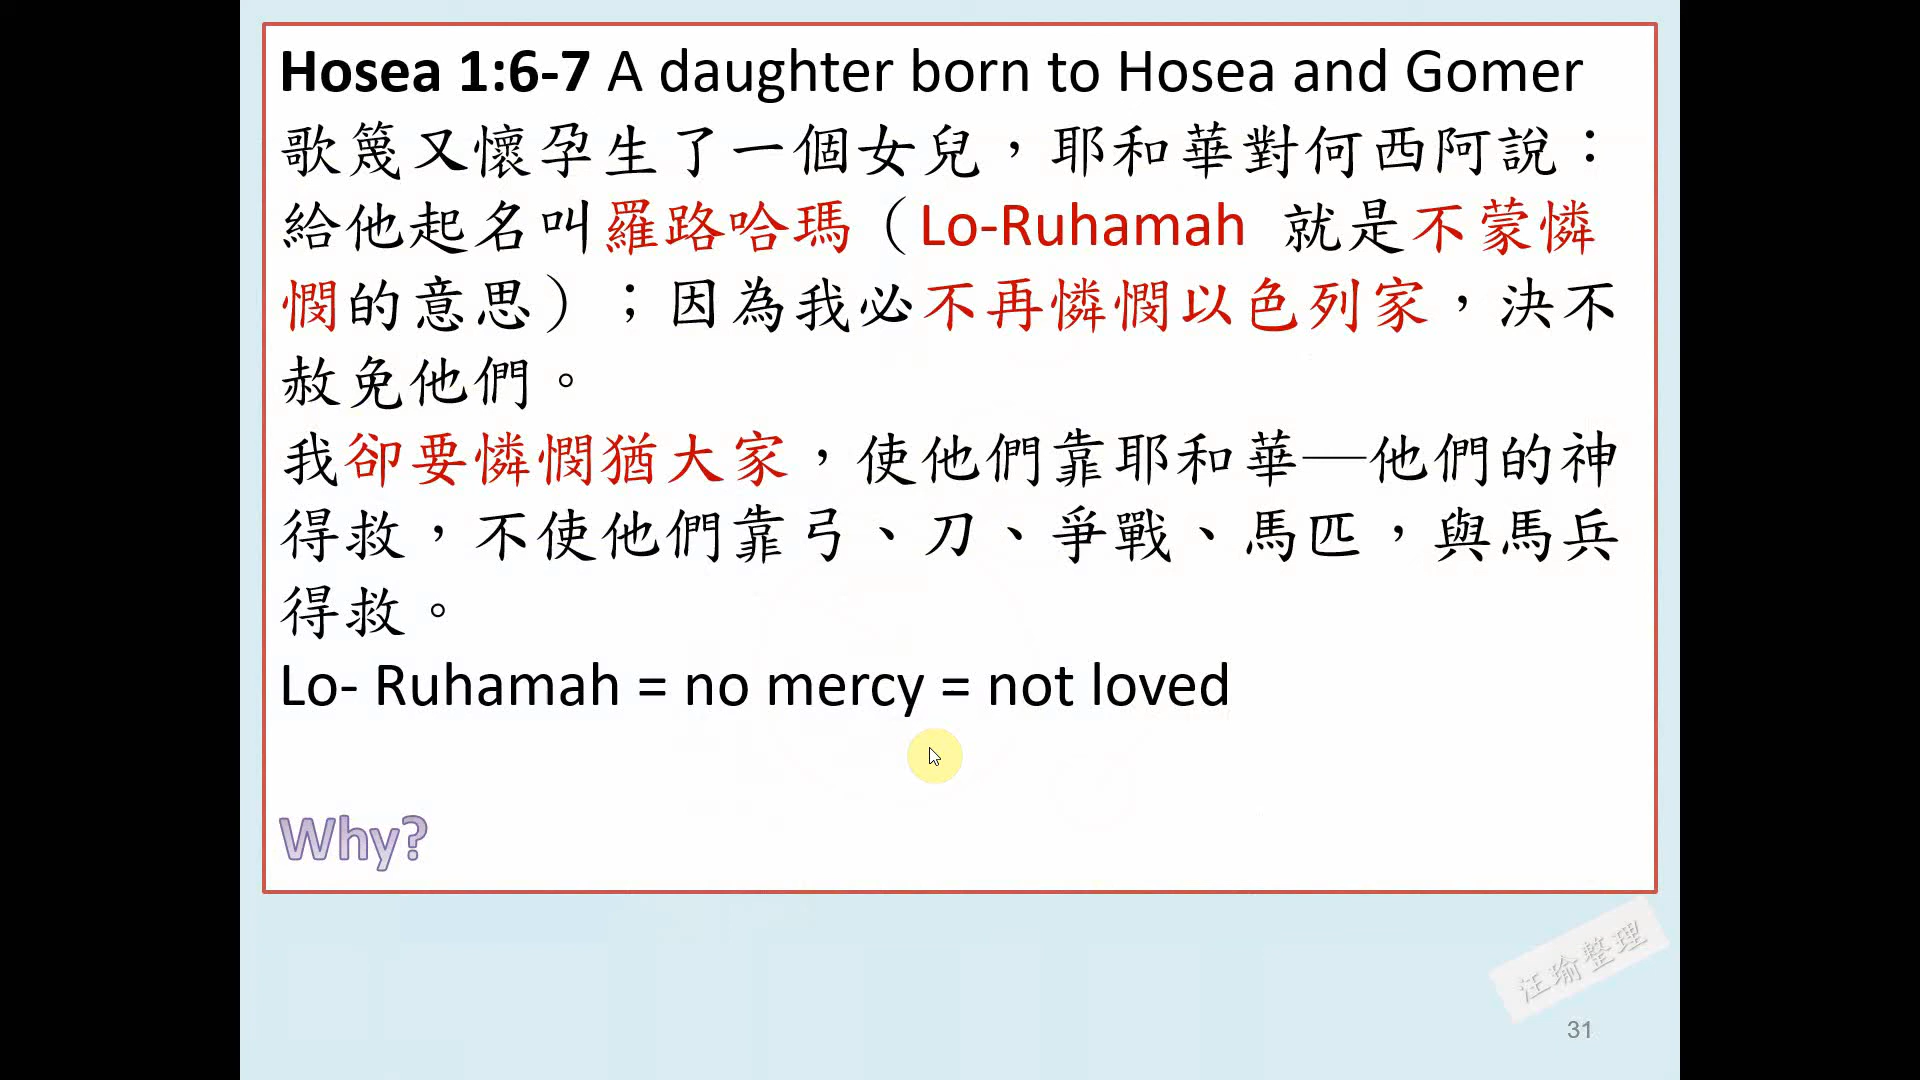 Hosea 1:6-7 A daughter born to Hosea and Gomer
歌篾又懷孕生了一個女兒，耶和華對何西阿說：
給他起名叫羅路哈瑪（Lo-Ruhamah 就是不蒙憐
憫的意思）；因為我必不再憐憫以色列家，決不
赦免他們。
我卻要憐憫猶大家，使他們靠耶和華—他們的神
得救，不使他們靠弓、刀、爭戰、馬匹，與馬兵
得救。
Lo- Ruhamah = no mercy = not loved
Why?
汪瑜整理
31